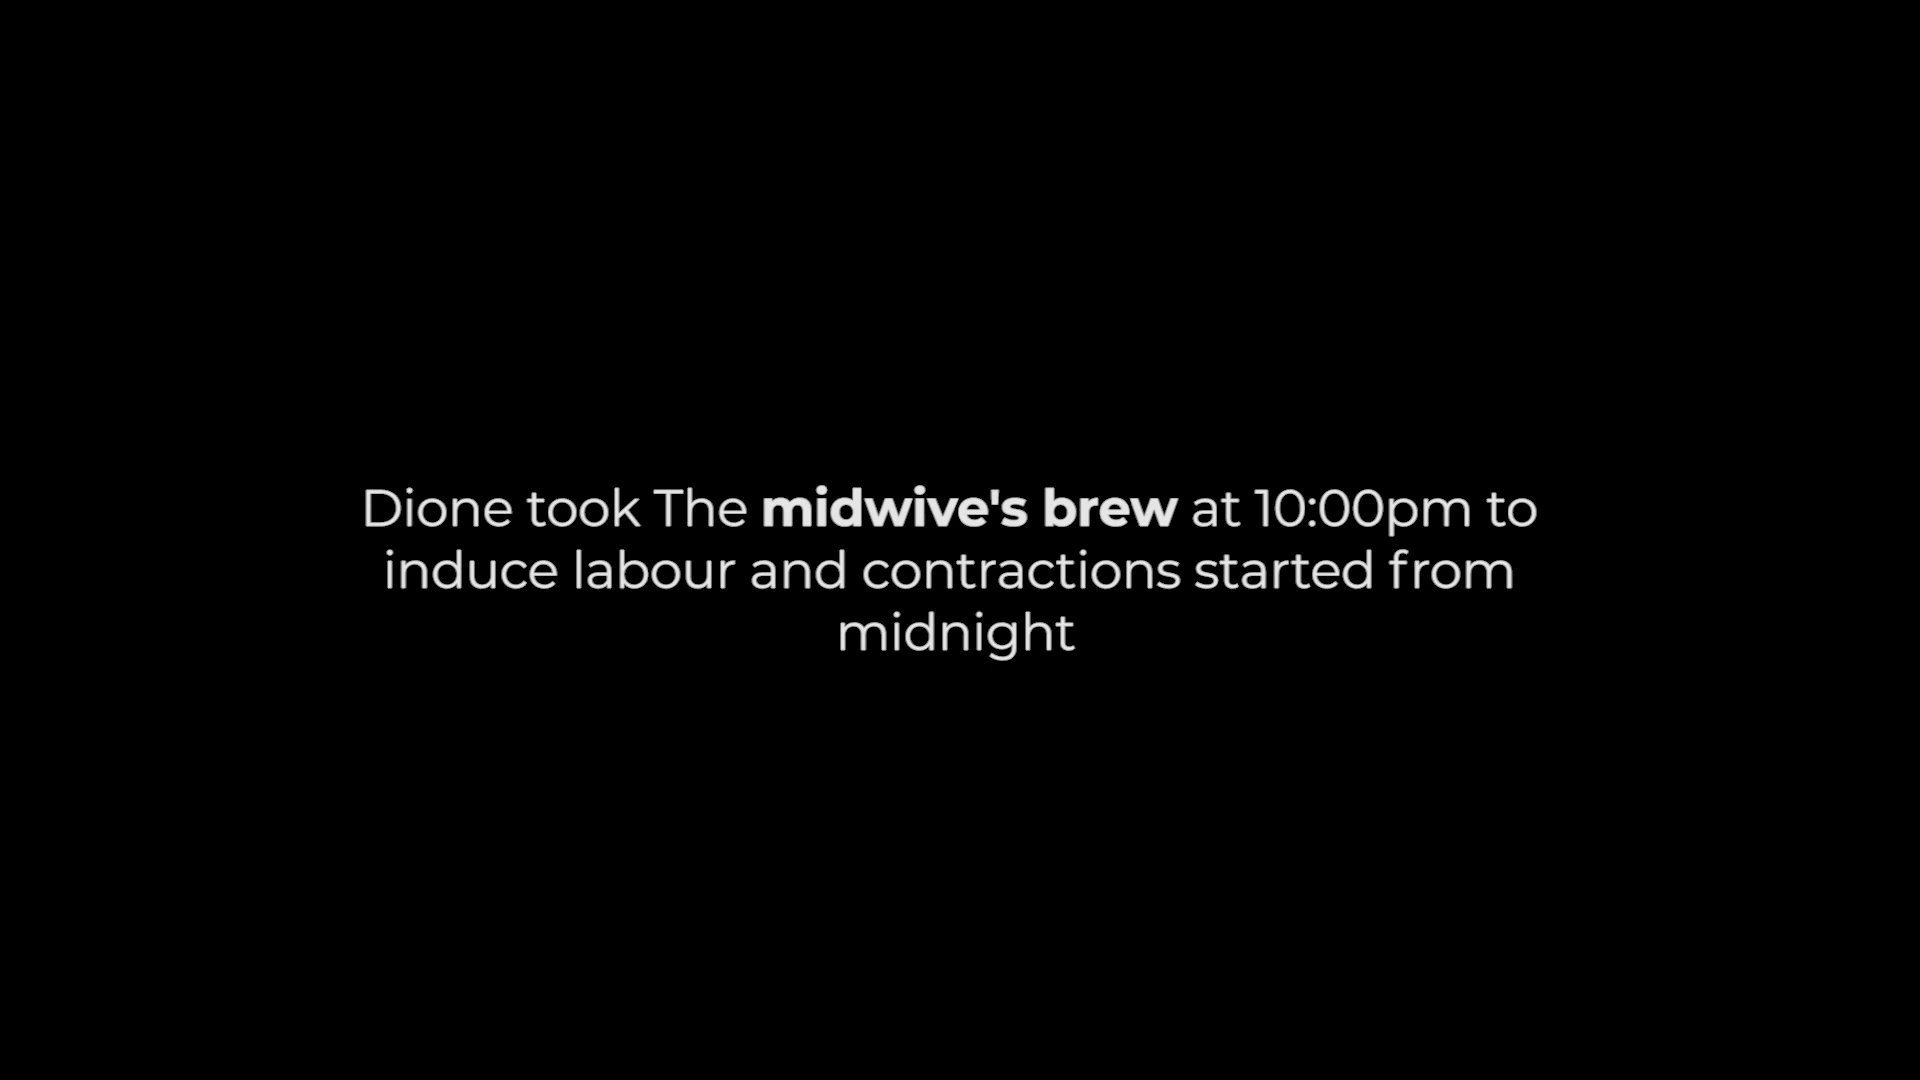 Dione took The midwive's brew at 10:00pm to
induce labour and contractions started from
midnight